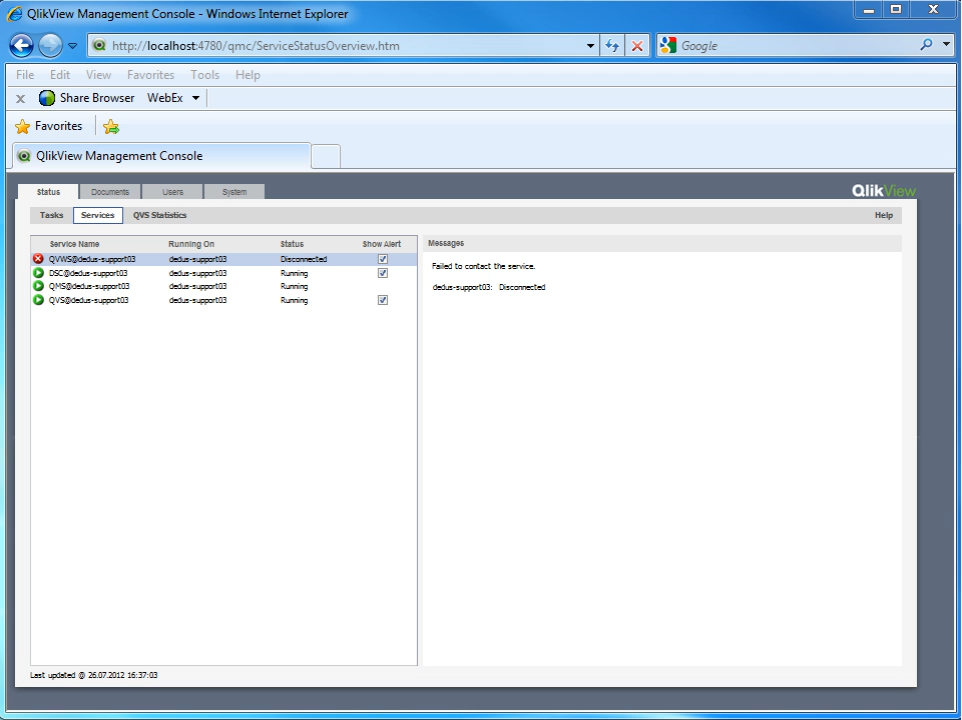 QlikView Management Console - Windows Internet Explorer
http://localhost:4780/qmc/ServiceStatusOverview.htm
Google
File Edit View Favorites Tools Help
x Share Browser WebEx
Favorites
QlikView Management Console
Status Documents Users System
QlikView
Tasks Services QVS Statistics Help
Service Name Running On Status Show Alert Messages
QVWS@dedus-support03 dedus-support03 Disconnected
Failed to contact the service.
DSC@dedus-support03 dedus-support03 Running
QMS@dedus-support03 dedus-support03 Running
dedus-support03: Disconnected
QVS@dedus-support03 dedus-support03 Running
Last updated @ 26.07.2012 16:37:03